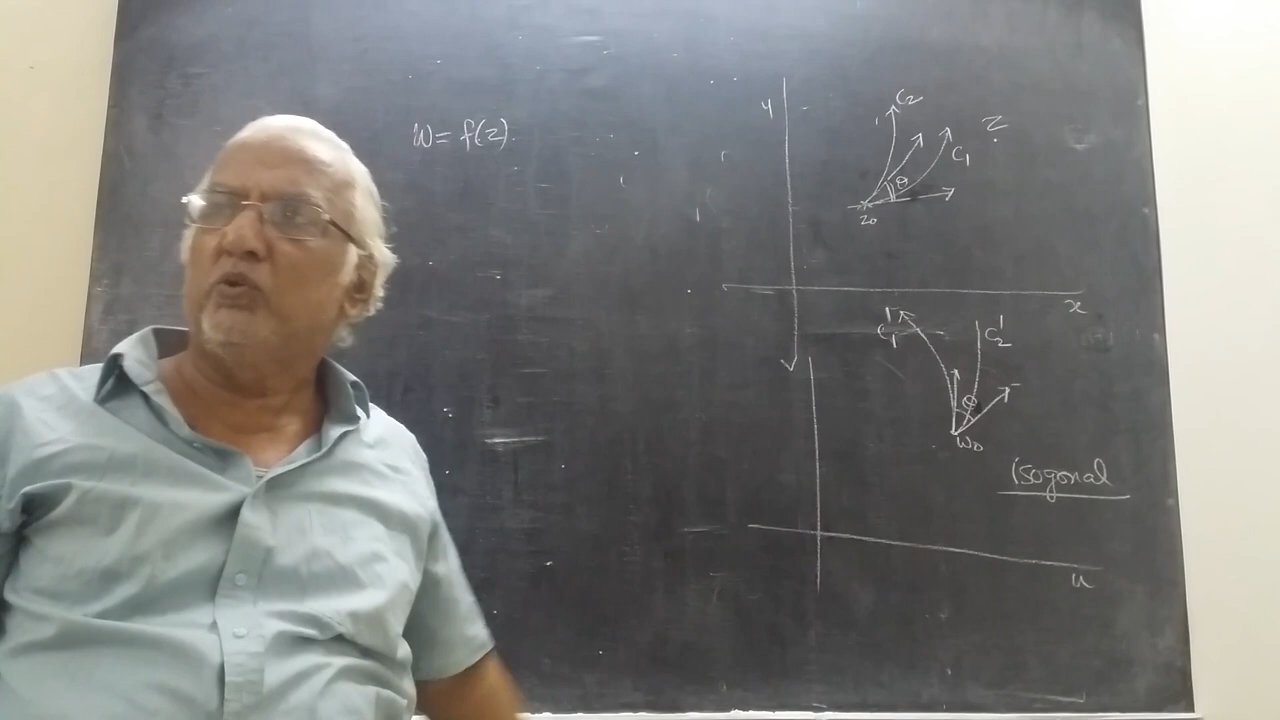 W = f(z).
y
C₂
z
C₁
θ
z₀
x
C₁'
C₂'
θ
W₀
isogonal
u